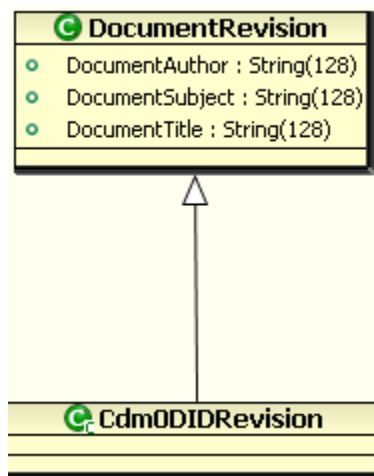 C DocumentRevision
DocumentAuthor : String(128)
DocumentSubject : String(128)
DocumentTitle : String(128)
C C Cdm0DIDRevision